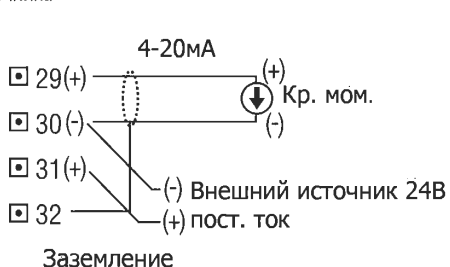 4-20мА
29(+)
(+)
Кр. мом.
30(-)
(-)
31(+)
(-) Внешний источник 24В
32
(+) пост. ток
Заземление